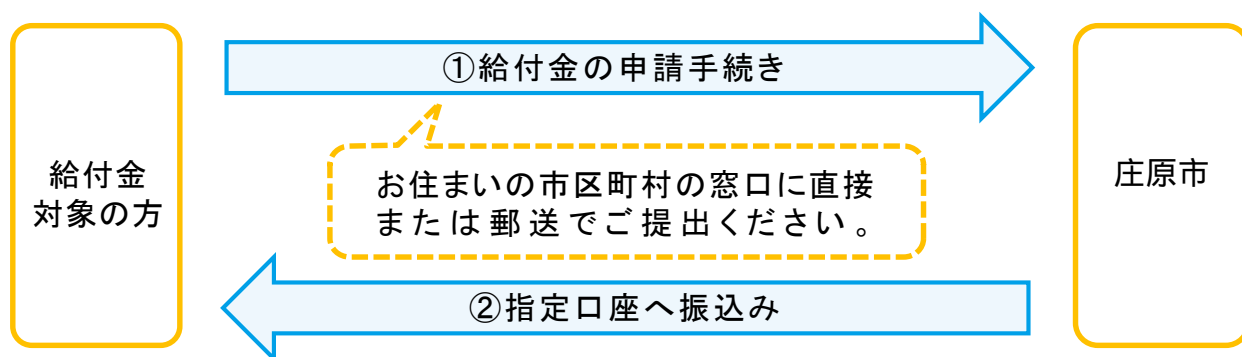 ①給付金の申請手続き
給付金
対象の方
お住まいの市区町村の窓口に直接
または郵送でご提出ください。
庄原市
②指定口座へ振込み